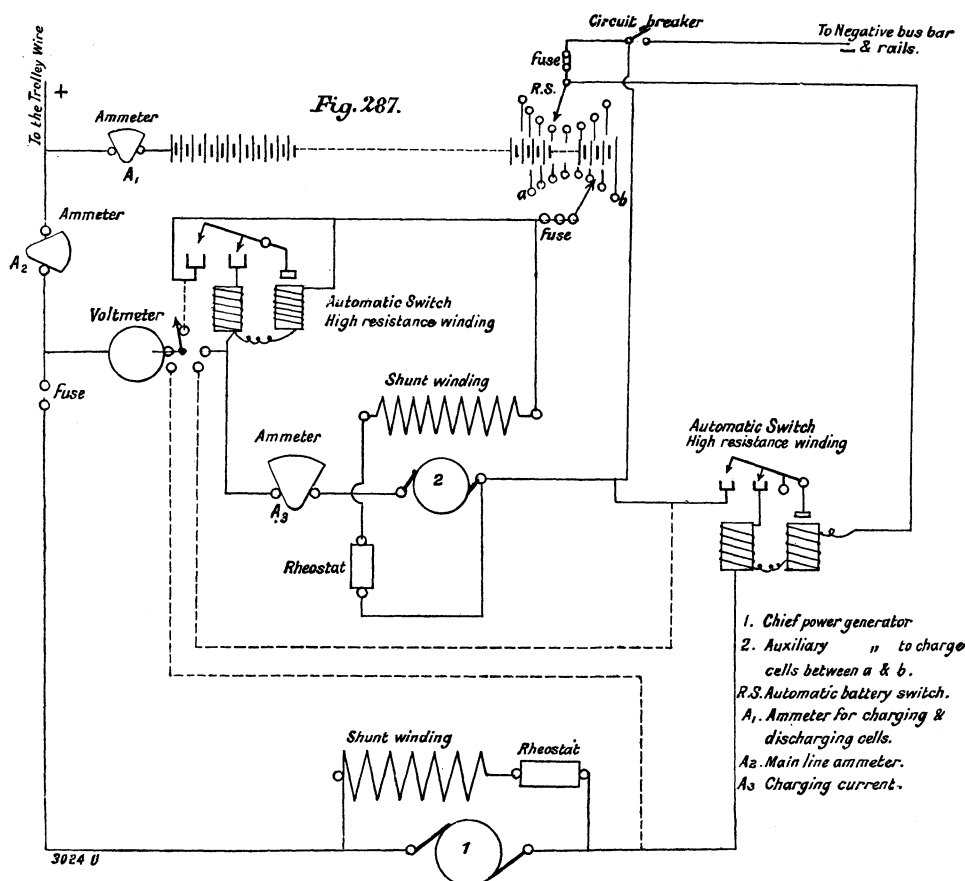 Circuit breaker
To Negative bus bar
& rails.
Fuse
R.S.
To the Trolley Wire
+
Fig. 287.
Ammeter
A1
a
b
Ammeter
A2
Fuse
Automatic Switch
High resistance winding
Voltmeter
Fuse
Shunt winding
Automatic Switch
High resistance winding
Ammeter
A3
2
Rheostat
1. Chief power generator
2. Auxiliary „ to charge
cells between a & b.
R.S. Automatic battery switch.
A1. Ammeter for charging &
discharging cells.
A2. Main line ammeter.
A3 Charging current.
Shunt winding
Rheostat
1
3024 U